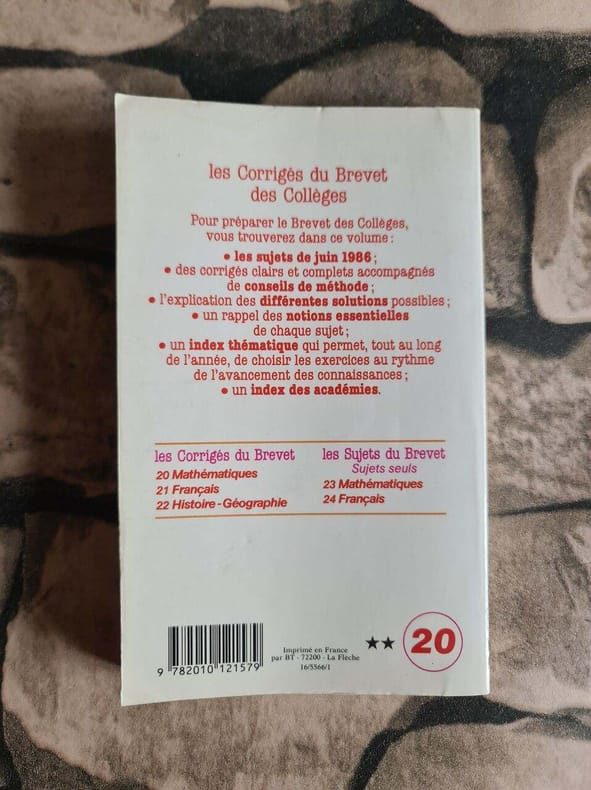 les Corrigés du Brevet
des Collèges
Pour préparer le Brevet des Collèges,
vous trouverez dans ce volume :
● les sujets de juin 1986 ;
● des corrigés clairs et complets accompagnés
de conseils de méthode ;
● l'explication des différentes solutions possibles ;
● un rappel des notions essentielles
de chaque sujet ;
● un index thématique qui permet, tout au long
de l'année, de choisir les exercices au rythme
de l'avancement des connaissances ;
● un index des académies.
les Corrigés du Brevet
20 Mathématiques
21 Français
22 Histoire-Géographie
les Sujets du Brevet
Sujets seuls
23 Mathématiques
24 Français
9 782010 121579
Imprimé en France
par BT - 72200 - La Flèche
16/5566/1
★★
20